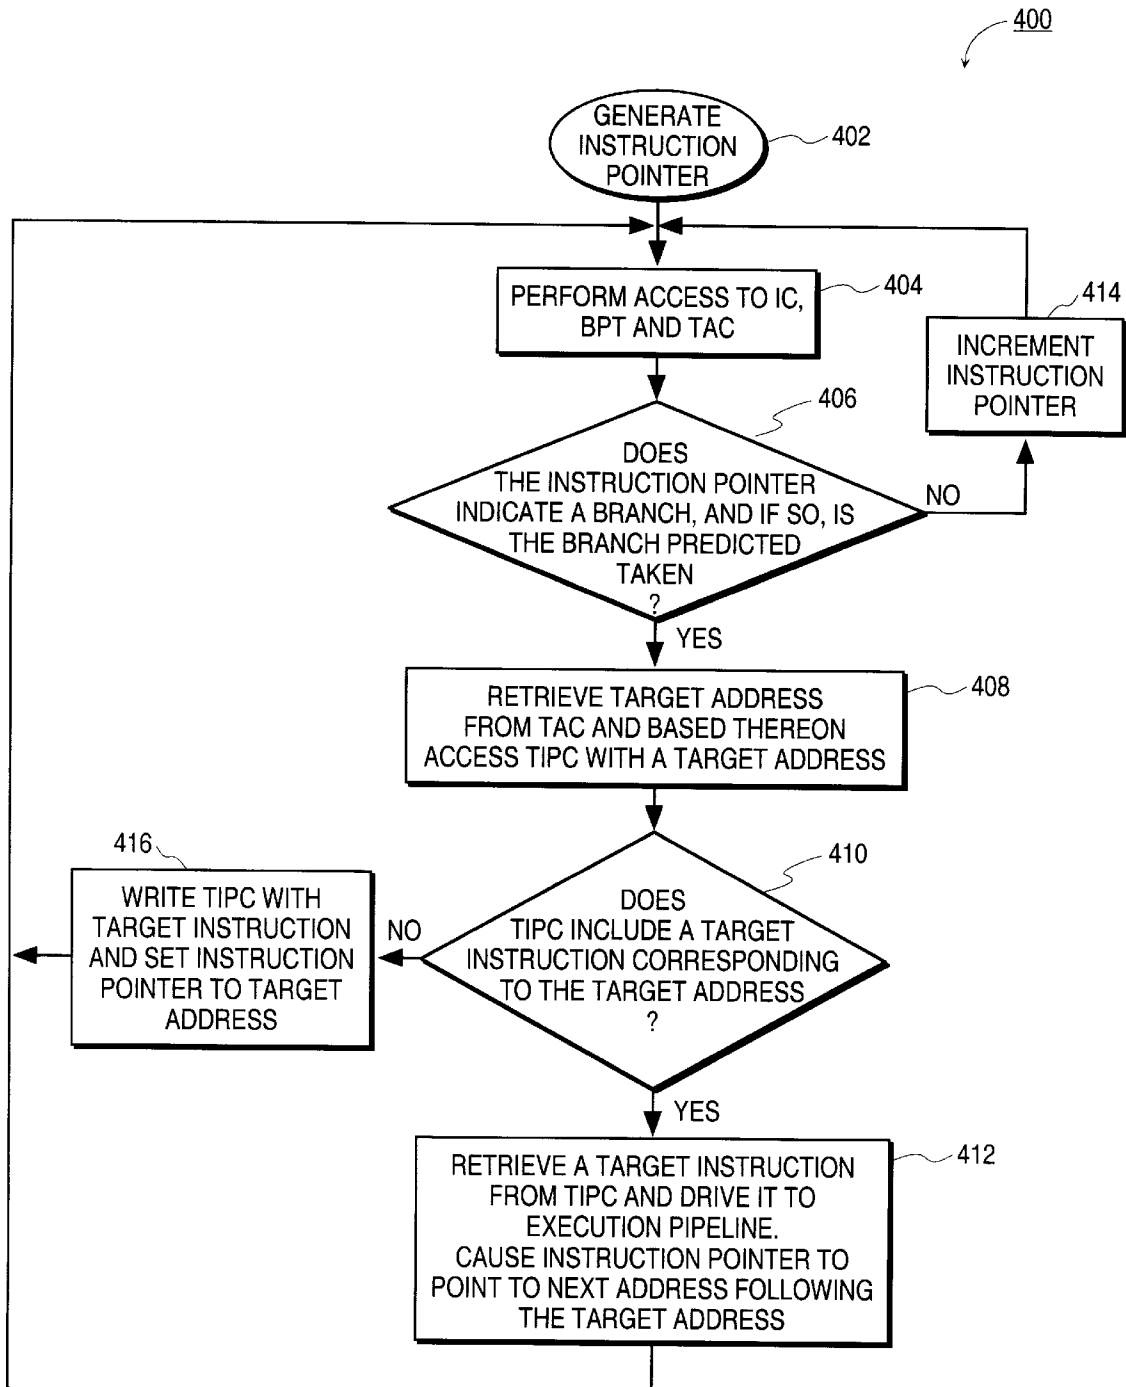 400
GENERATE
INSTRUCTION
POINTER
402
PERFORM ACCESS TO IC,
BPT AND TAC
404
414
INCREMENT
INSTRUCTION
POINTER
406
DOES
THE INSTRUCTION POINTER
INDICATE A BRANCH, AND IF SO, IS
THE BRANCH PREDICTED
TAKEN
?
NO
YES
RETRIEVE TARGET ADDRESS
FROM TAC AND BASED THEREON
ACCESS TIPC WITH A TARGET ADDRESS
408
410
DOES
TIPC INCLUDE A TARGET
INSTRUCTION CORRESPONDING
TO THE TARGET ADDRESS
?
NO
416
WRITE TIPC WITH
TARGET INSTRUCTION
AND SET INSTRUCTION
POINTER TO TARGET
ADDRESS
YES
RETRIEVE A TARGET INSTRUCTION
FROM TIPC AND DRIVE IT TO
EXECUTION PIPELINE.
CAUSE INSTRUCTION POINTER TO
POINT TO NEXT ADDRESS FOLLOWING
THE TARGET ADDRESS
412